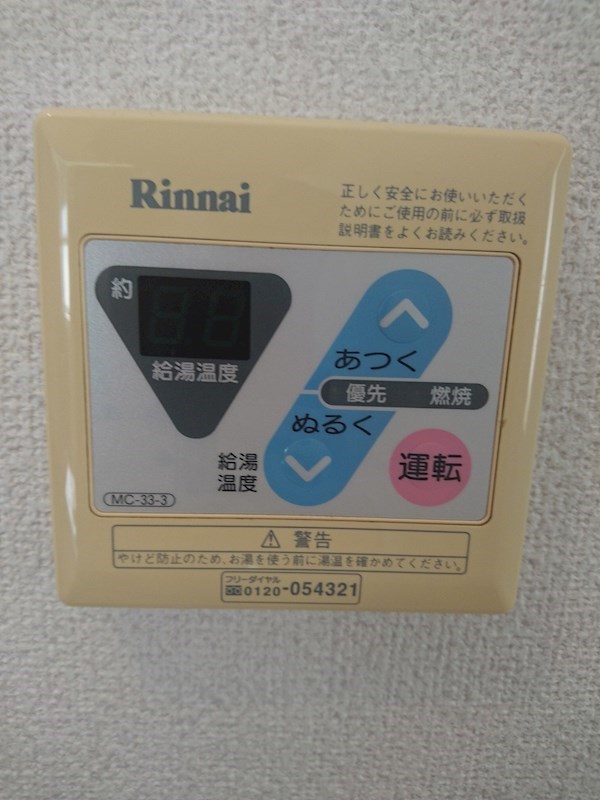 Rinnai
正しく安全にお使いいただく
ためにご使用の前に必ず取扱
説明書をよくお読みください。
約
給湯温度
あつく
優先 燃焼
ぬるく
給湯
温度
運転
MC-33-3
⚠ 警告
やけど防止のため、お湯を使う前に湯温を確かめてください。
フリーダイヤル
0120-054321